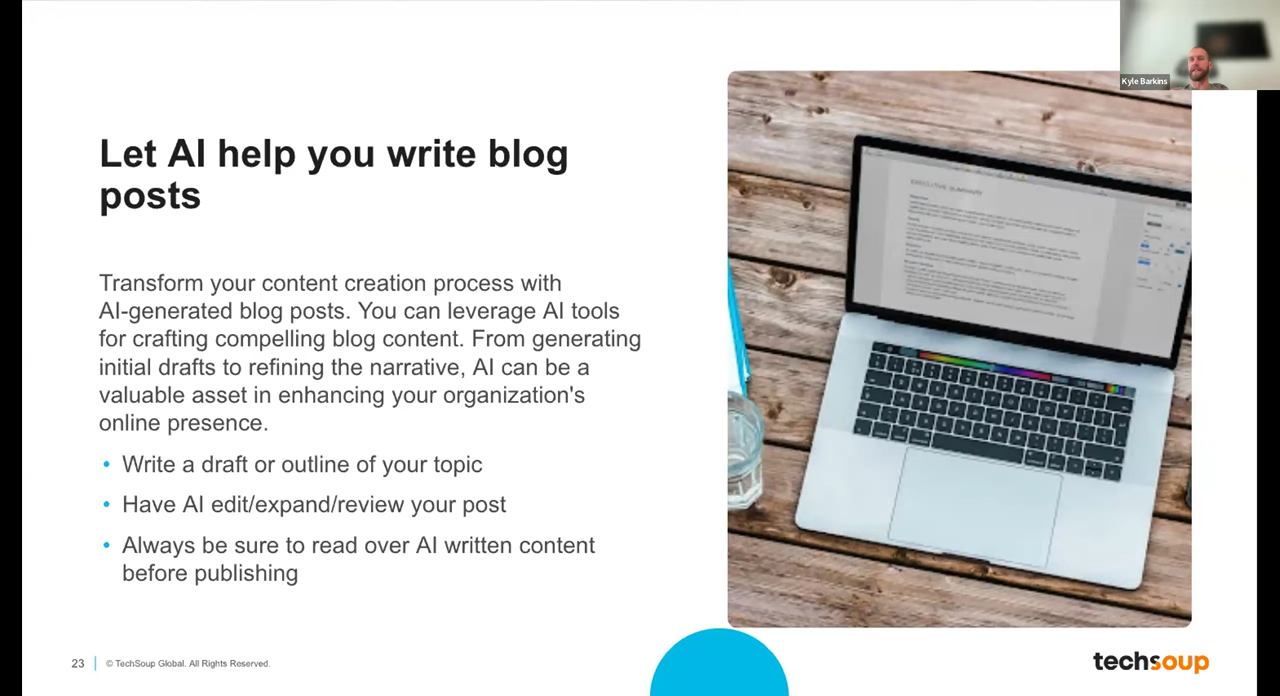 Kyle Barkins
Let AI help you write blog
posts
Transform your content creation process with
AI-generated blog posts. You can leverage AI tools
for crafting compelling blog content. From generating
initial drafts to refining the narrative, AI can be a
valuable asset in enhancing your organization's
online presence.
• Write a draft or outline of your topic
• Have AI edit/expand/review your post
• Always be sure to read over AI written content
before publishing
EXECUTIVE SUMMARY
23 | © TechSoup Global. All Rights Reserved.
techsoup